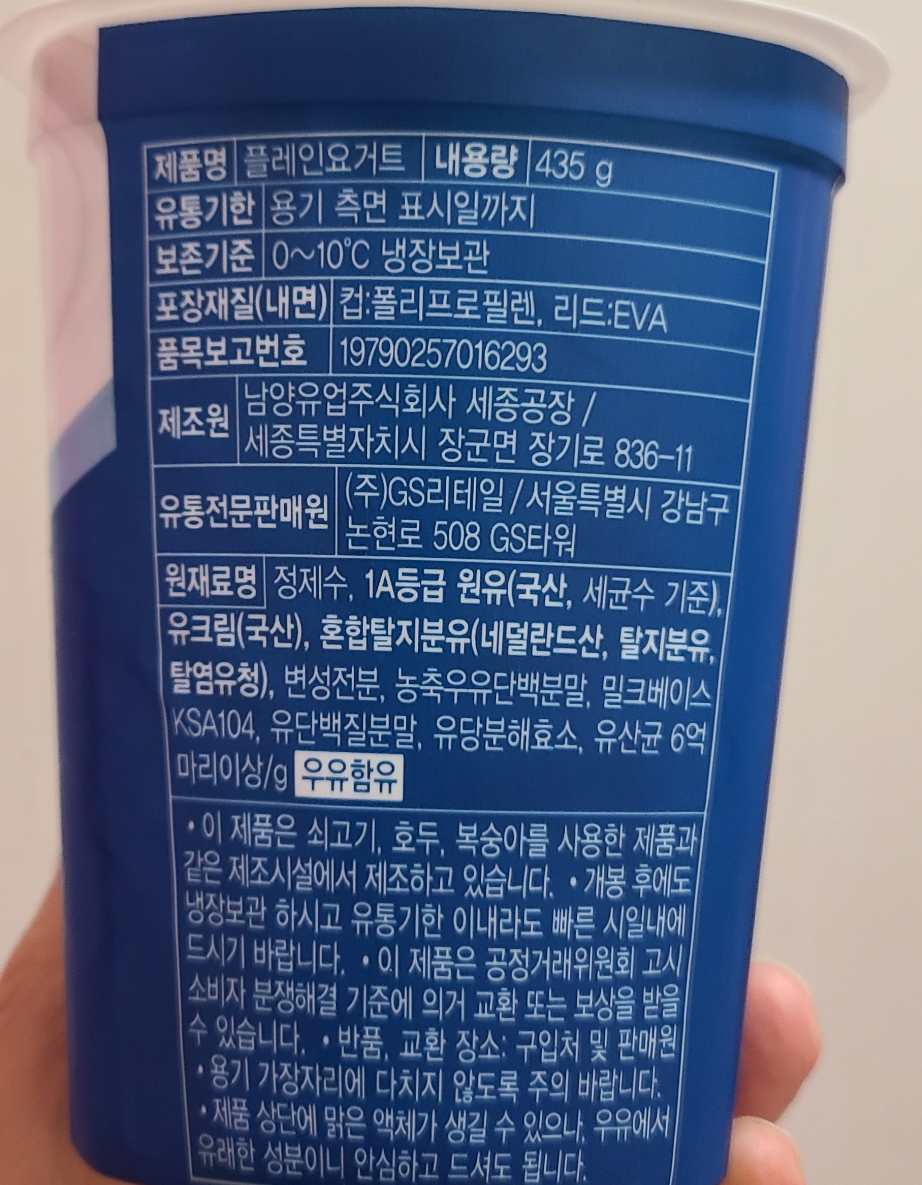 제품명 플레인요거트 내용량 435 g
유통기한 용기 측면 표시일까지
보존기준 0~10℃ 냉장보관
포장재질(내면) 컵:폴리프로필렌, 리드:EVA
품목보고번호 19790257016293
제조원 남양유업주식회사 세종공장 /
세종특별자치시 장군면 장기로 836-11
유통전문판매원 (주)GS리테일 / 서울특별시 강남구
논현로 508 GS타워
원재료명 정제수, 1A등급 원유(국산, 세균수 기준),
유크림(국산), 혼합탈지분유(네덜란드산, 탈지분유,
탈염유청), 변성전분, 농축우유단백분말, 밀크베이스
KSA104, 유단백질분말, 유당분해효소, 유산균 6억
마리이상/g 우유함유
• 이 제품은 쇠고기, 호두, 복숭아를 사용한 제품과
같은 제조시설에서 제조하고 있습니다. • 개봉 후에도
냉장보관 하시고 유통기한 이내라도 빠른 시일내에
드시기 바랍니다. • 이 제품은 공정거래위원회 고시
소비자 분쟁해결 기준에 의거 교환 또는 보상을 받을
수 있습니다. • 반품, 교환 장소: 구입처 및 판매원
• 용기 가장자리에 다치지 않도록 주의 바랍니다.
• 제품 상단에 맑은 액체가 생길 수 있으나, 우유에서
유래한 성분이니 안심하고 드셔도 됩니다.